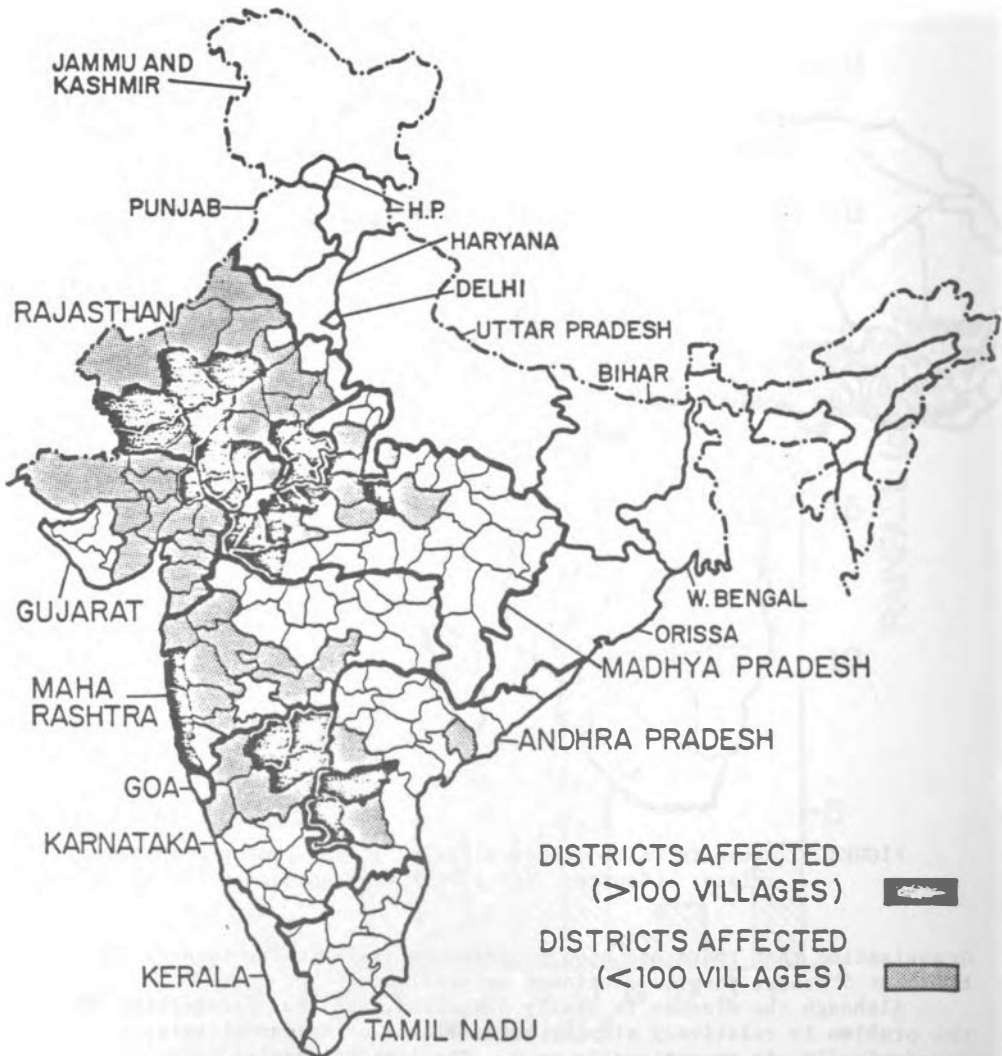 JAMMU AND
KASHMIR
PUNJAB
H.P.
HARYANA
DELHI
RAJASTHAN
UTTAR PRADESH
BIHAR
GUJARAT
W. BENGAL
ORISSA
MADHYA PRADESH
MAHA
RASHTRA
ANDHRA PRADESH
GOA
KARNATAKA
DISTRICTS AFFECTED
(>100 VILLAGES)
DISTRICTS AFFECTED
(<100 VILLAGES)
KERALA
TAMIL NADU